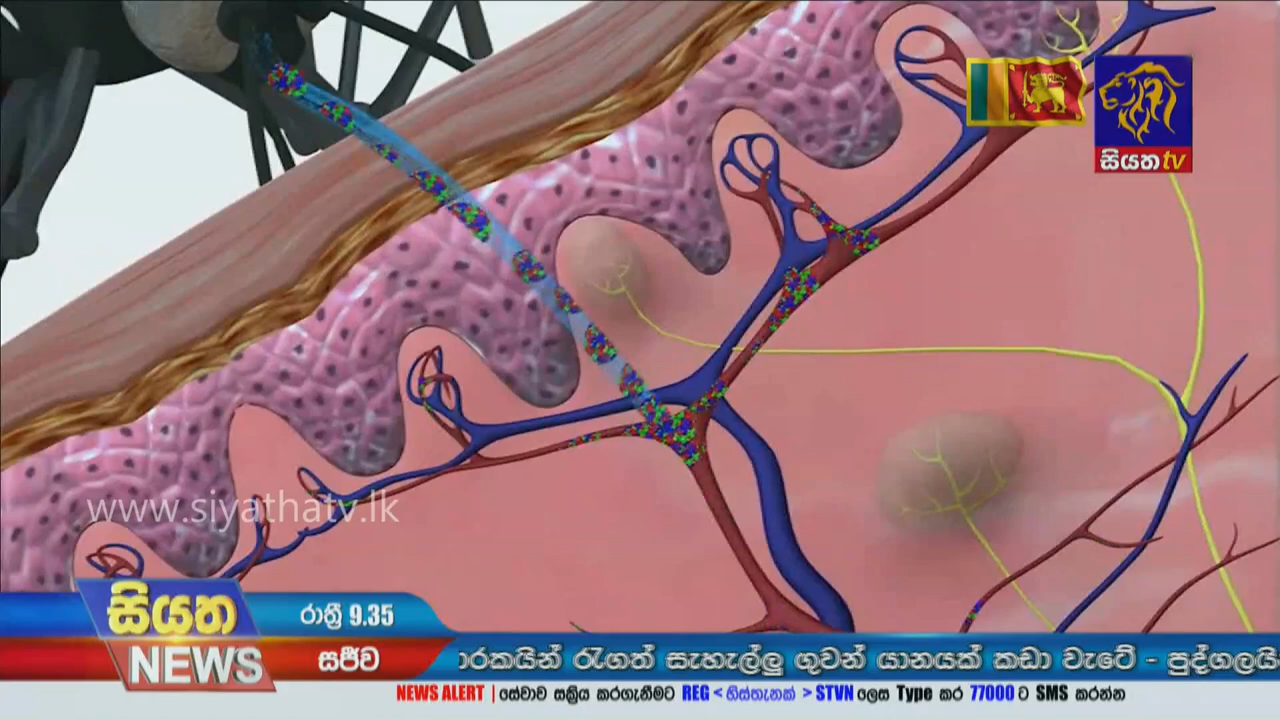 සියත tv
www.siyathatv.lk
සියත
NEWS
රාත්‍රී 9.35
සජීව
රකයින් රැගත් සැහැල්ලු ගුවන් යානයක් කඩා වැටේ -
NEWS ALERT | සේවාව සක්‍රිය කරගැනීමට REG < හිස්තැනක් > STVN ලෙස Type කර 77000 ට SMS කරන්න